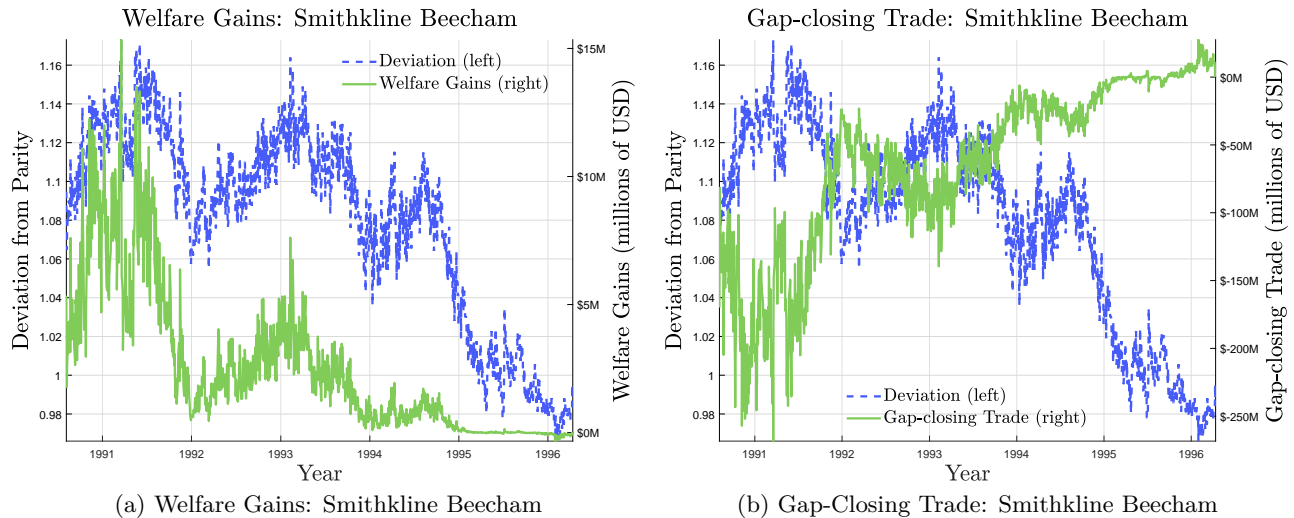 Welfare Gains: Smithkline Beecham
Deviation (left)
Welfare Gains (right)
Deviation from Parity
1.16
1.14
1.12
1.1
1.08
1.06
1.04
1.02
1
0.98
$15M
$10M
$5M
$0M
Welfare Gains (millions of USD)
1991
1992
1993
1994
1995
1996
Year
(a) Welfare Gains: Smithkline Beecham
Gap-closing Trade: Smithkline Beecham
Deviation from Parity
1.16
1.14
1.12
1.1
1.08
1.06
1.04
1.02
1
0.98
$0M
$-50M
$-100M
$-150M
$-200M
$-250M
Gap-closing Trade (millions of USD)
Deviation (left)
Gap-closing Trade (right)
1991
1992
1993
1994
1995
1996
Year
(b) Gap-Closing Trade: Smithkline Beecham